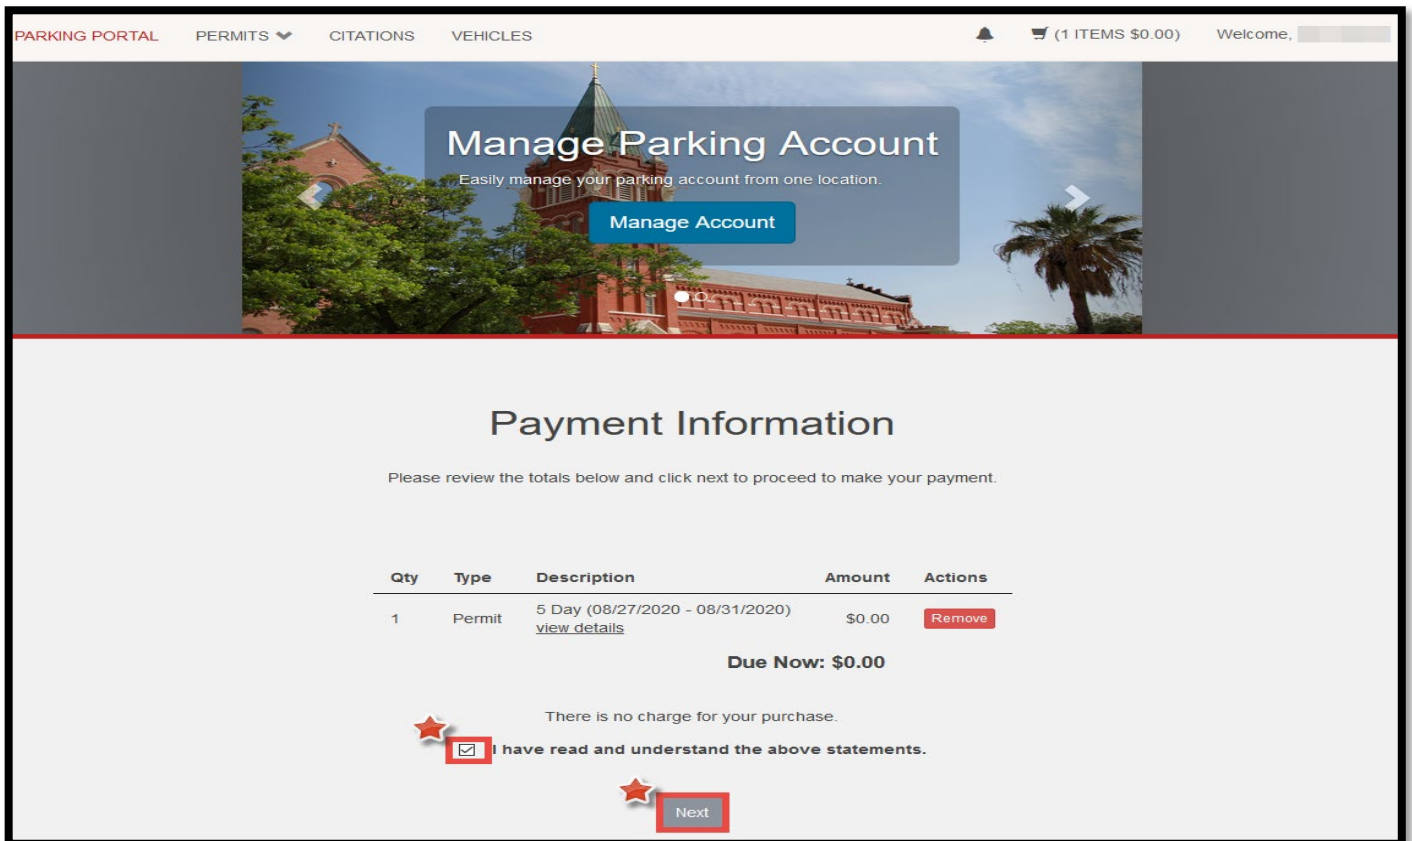 PARKING PORTAL PERMITS CITATIONS VEHICLES (1 ITEMS $0.00) Welcome,
Manage Parking Account
Easily manage your parking account from one location.
Manage Account
Payment Information
Please review the totals below and click next to proceed to make your payment.
Qty Type Description Amount Actions
1 Permit 5 Day (08/27/2020 - 08/31/2020) $0.00 Remove
view details
Due Now: $0.00
There is no charge for your purchase.
I have read and understand the above statements.
Next